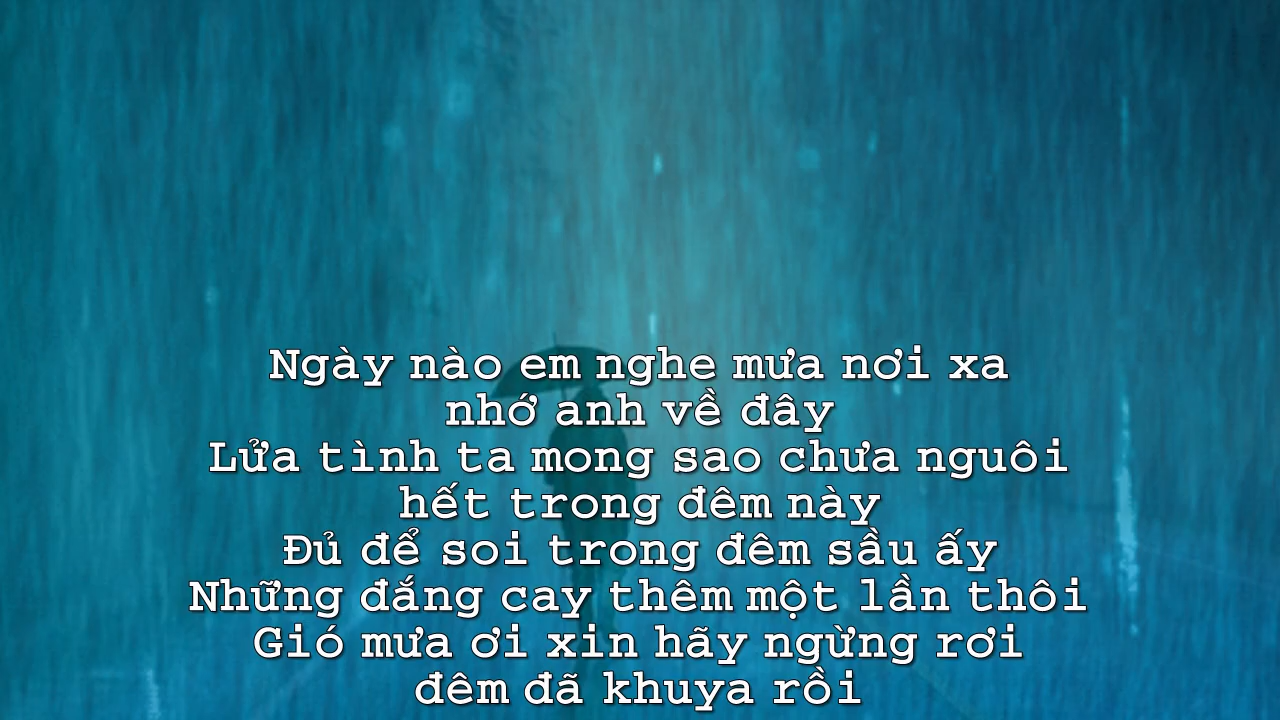 Ngày nào em nghe mưa nơi xa
nhớ anh về đây
Lửa tình ta mong sao chưa nguôi
hết trong đêm này
Đủ để soi trong đêm sầu ấy
Những đắng cay thêm một lần thôi
Gió mưa ơi xin hãy ngừng rơi
đêm đã khuya rồi